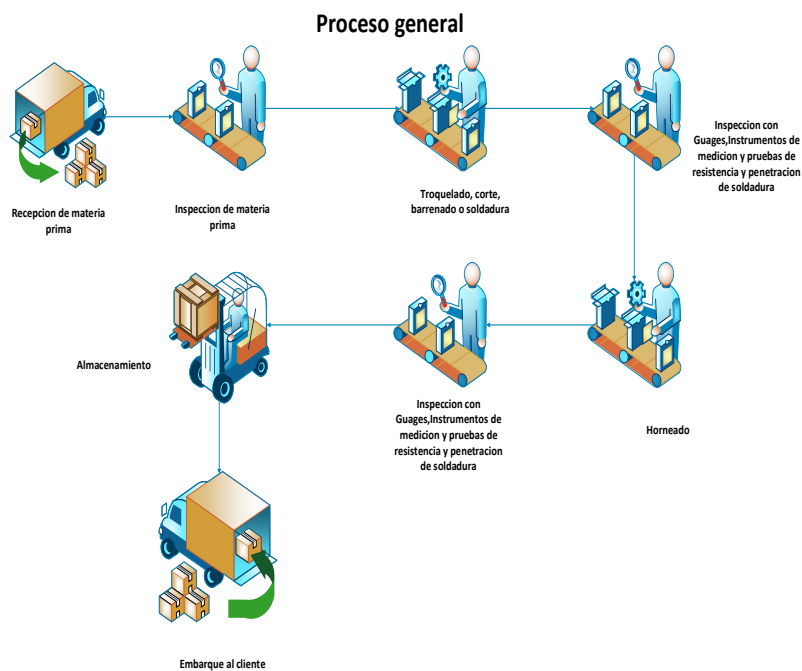 Proceso general
Recepcion de materia
prima
Inspeccion de materia
prima
Troquelado, corte,
barrenado o soldadura
Inspeccion con
Guages,Instrumentos de
medicion y pruebas de
resistencia y penetracion
de soldadura
Horneado
Inspeccion con
Guages,Instrumentos de
medicion y pruebas de
resistencia y penetracion
de soldadura
Almacenamiento
Embarque al cliente